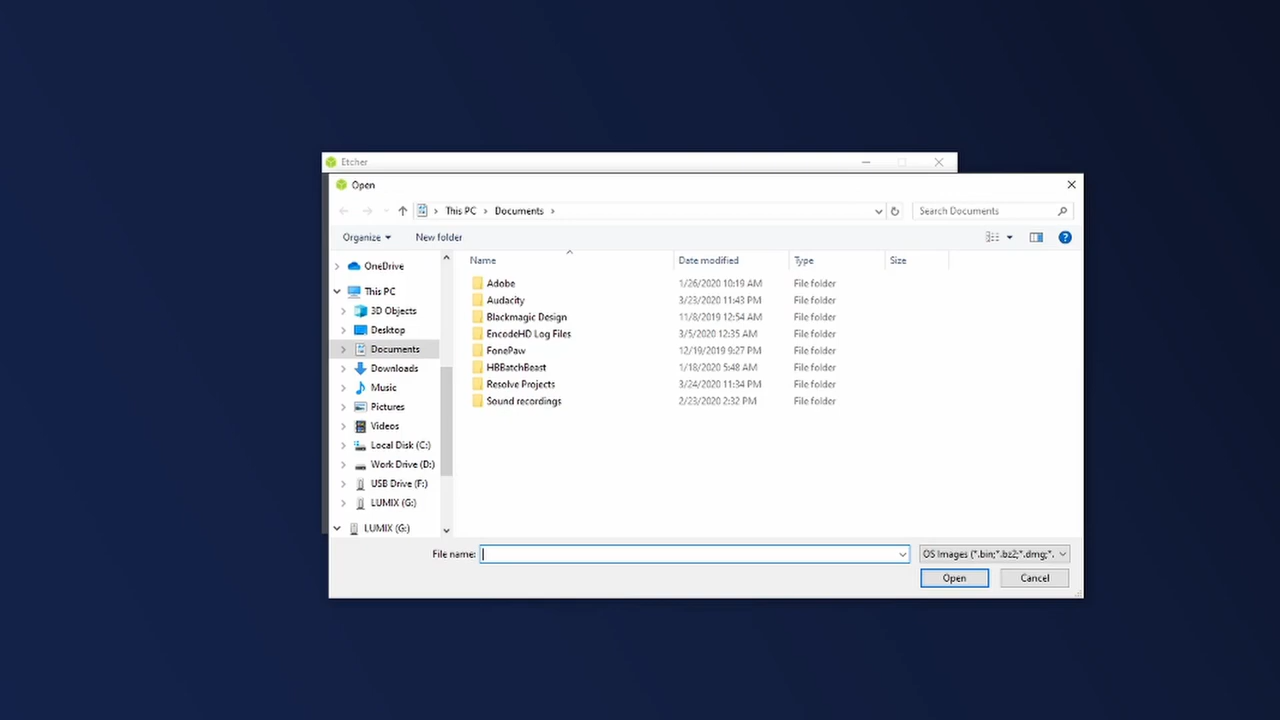 Etcher
Open
This PC > Documents >
Search Documents
Organize
New folder
Name Date modified Type Size
OneDrive
This PC
3D Objects
Desktop
Documents
Downloads
Music
Pictures
Videos
Local Disk (C:)
Work Drive (D:)
USB Drive (F:)
LUMIX (G:)
LUMIX (G:)
Adobe 1/26/2020 10:19 AM File folder
Audacity 3/23/2020 11:43 PM File folder
Blackmagic Design 11/8/2019 12:54 AM File folder
EncodeHD Log Files 3/5/2020 12:35 AM File folder
FonePaw 12/19/2019 9:27 PM File folder
HBBatchBeast 1/18/2020 5:48 AM File folder
Resolve Projects 3/24/2020 11:34 PM File folder
Sound recordings 2/23/2020 2:32 PM File folder
File name:
OS Images (*.bin;*.bz2;*.dmg;*.
Open Cancel